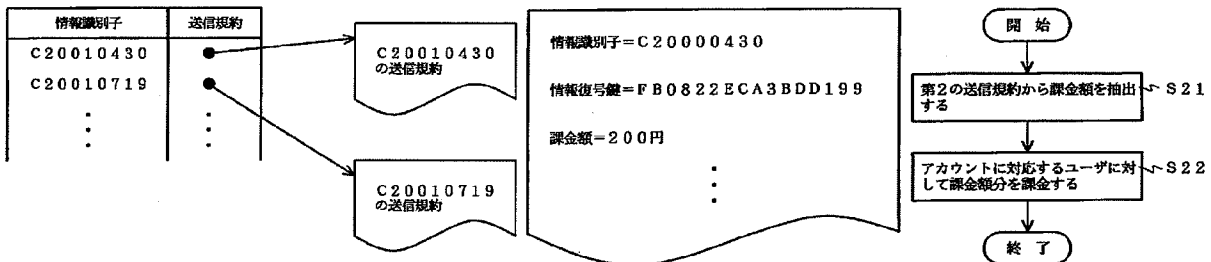 情報識別子 送信規約
C20010430
C20010719
C20010430
の送信規約
C20010719
の送信規約
情報識別子=C20000430
情報復号鍵=FB0822ECA3BDD199
課金額=200円
開 始
第2の送信規約から課金額を抽出
する
S21
アカウントに対応するユーザに対
して課金額分を課金する
S22
終 了